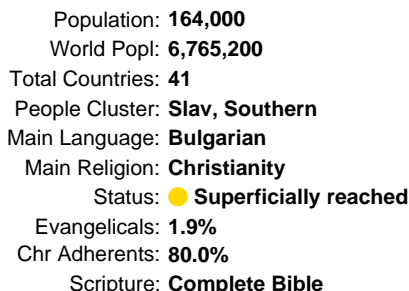 Population: 164,000
World Popl: 6,765,200
Total Countries: 41
People Cluster: Slav, Southern
Main Language: Bulgarian
Main Religion: Christianity
Status: Superficially reached
Evangelicals: 1.9%
Chr Adherents: 80.0%
Scripture: Complete Bible